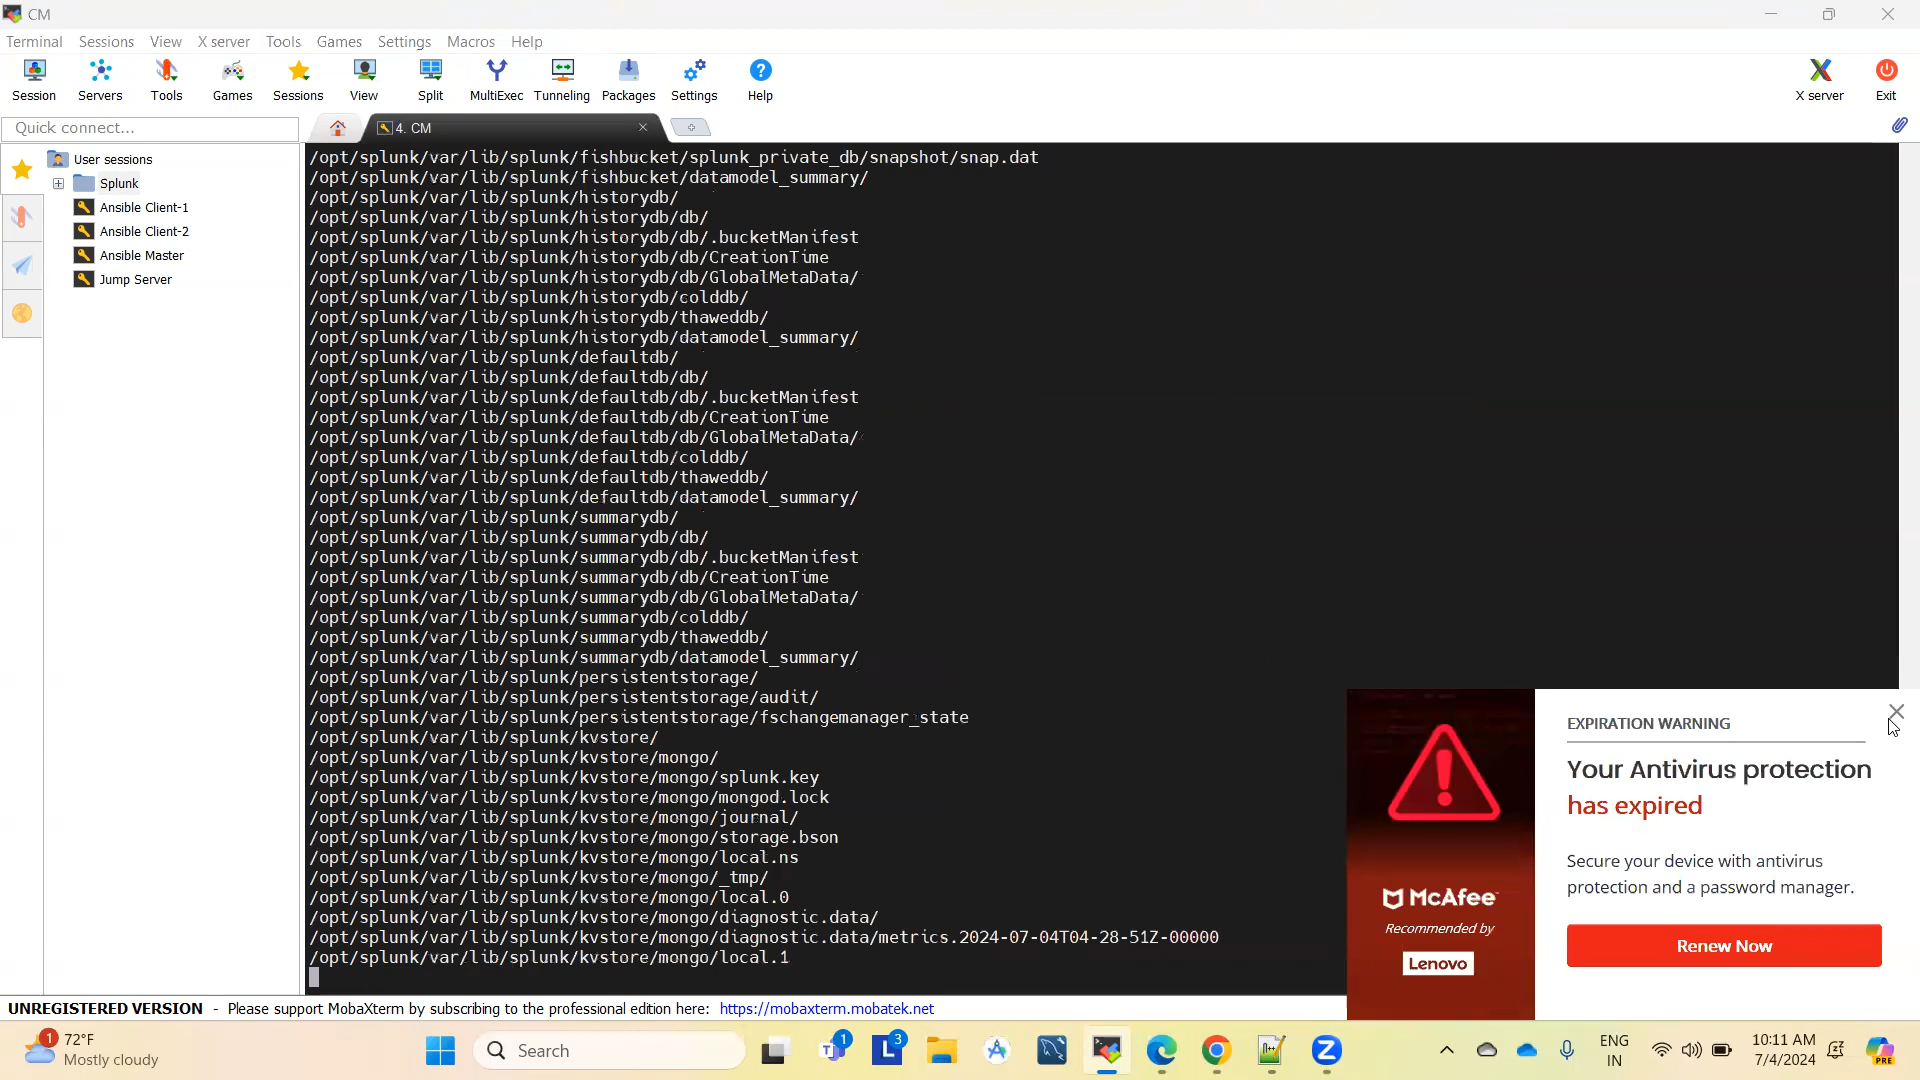 CM
Terminal Sessions View X server Tools Games Settings Macros Help
Session Servers Tools Games Sessions View Split MultiExec Tunneling Packages Settings Help X server Exit
Quick connect...
4. CM
User sessions
Splunk
Ansible Client-1
Ansible Client-2
Ansible Master
Jump Server
/opt/splunk/var/lib/splunk/fishbucket/splunk_private_db/snapshot/snap.dat
/opt/splunk/var/lib/splunk/fishbucket/datamodel_summary/
/opt/splunk/var/lib/splunk/historydb/
/opt/splunk/var/lib/splunk/historydb/db/
/opt/splunk/var/lib/splunk/historydb/db/.bucketManifest
/opt/splunk/var/lib/splunk/historydb/db/CreationTime
/opt/splunk/var/lib/splunk/historydb/db/GlobalMetaData/
/opt/splunk/var/lib/splunk/historydb/colddb/
/opt/splunk/var/lib/splunk/historydb/thaweddb/
/opt/splunk/var/lib/splunk/historydb/datamodel_summary/
/opt/splunk/var/lib/splunk/defaultdb/
/opt/splunk/var/lib/splunk/defaultdb/db/
/opt/splunk/var/lib/splunk/defaultdb/db/.bucketManifest
/opt/splunk/var/lib/splunk/defaultdb/db/CreationTime
/opt/splunk/var/lib/splunk/defaultdb/db/GlobalMetaData/
/opt/splunk/var/lib/splunk/defaultdb/colddb/
/opt/splunk/var/lib/splunk/defaultdb/thaweddb/
/opt/splunk/var/lib/splunk/defaultdb/datamodel_summary/
/opt/splunk/var/lib/splunk/summarydb/
/opt/splunk/var/lib/splunk/summarydb/db/
/opt/splunk/var/lib/splunk/summarydb/db/.bucketManifest
/opt/splunk/var/lib/splunk/summarydb/db/CreationTime
/opt/splunk/var/lib/splunk/summarydb/db/GlobalMetaData/
/opt/splunk/var/lib/splunk/summarydb/colddb/
/opt/splunk/var/lib/splunk/summarydb/thaweddb/
/opt/splunk/var/lib/splunk/summarydb/datamodel_summary/
/opt/splunk/var/lib/splunk/persistentstorage/
/opt/splunk/var/lib/splunk/persistentstorage/audit/
/opt/splunk/var/lib/splunk/persistentstorage/fschangemanager_state
/opt/splunk/var/lib/splunk/kvstore/
/opt/splunk/var/lib/splunk/kvstore/mongo/
/opt/splunk/var/lib/splunk/kvstore/mongo/splunk.key
/opt/splunk/var/lib/splunk/kvstore/mongo/mongod.lock
/opt/splunk/var/lib/splunk/kvstore/mongo/journal/
/opt/splunk/var/lib/splunk/kvstore/mongo/storage.bson
/opt/splunk/var/lib/splunk/kvstore/mongo/local.ns
/opt/splunk/var/lib/splunk/kvstore/mongo/_tmp/
/opt/splunk/var/lib/splunk/kvstore/mongo/local.0
/opt/splunk/var/lib/splunk/kvstore/mongo/diagnostic.data/
/opt/splunk/var/lib/splunk/kvstore/mongo/diagnostic.data/metrics.2024-07-04T04-28-51Z-00000
/opt/splunk/var/lib/splunk/kvstore/mongo/local.1
EXPIRATION WARNING
Your Antivirus protection
has expired
Secure your device with antivirus
protection and a password manager.
Renew Now
McAfee
Recommended by
Lenovo
UNREGISTERED VERSION - Please support MobaXterm by subscribing to the professional edition here: https://mobaxterm.mobatek.net
1
72°F
Mostly cloudy
Search
1
3
ENG
IN
10:11 AM
7/4/2024
PRE